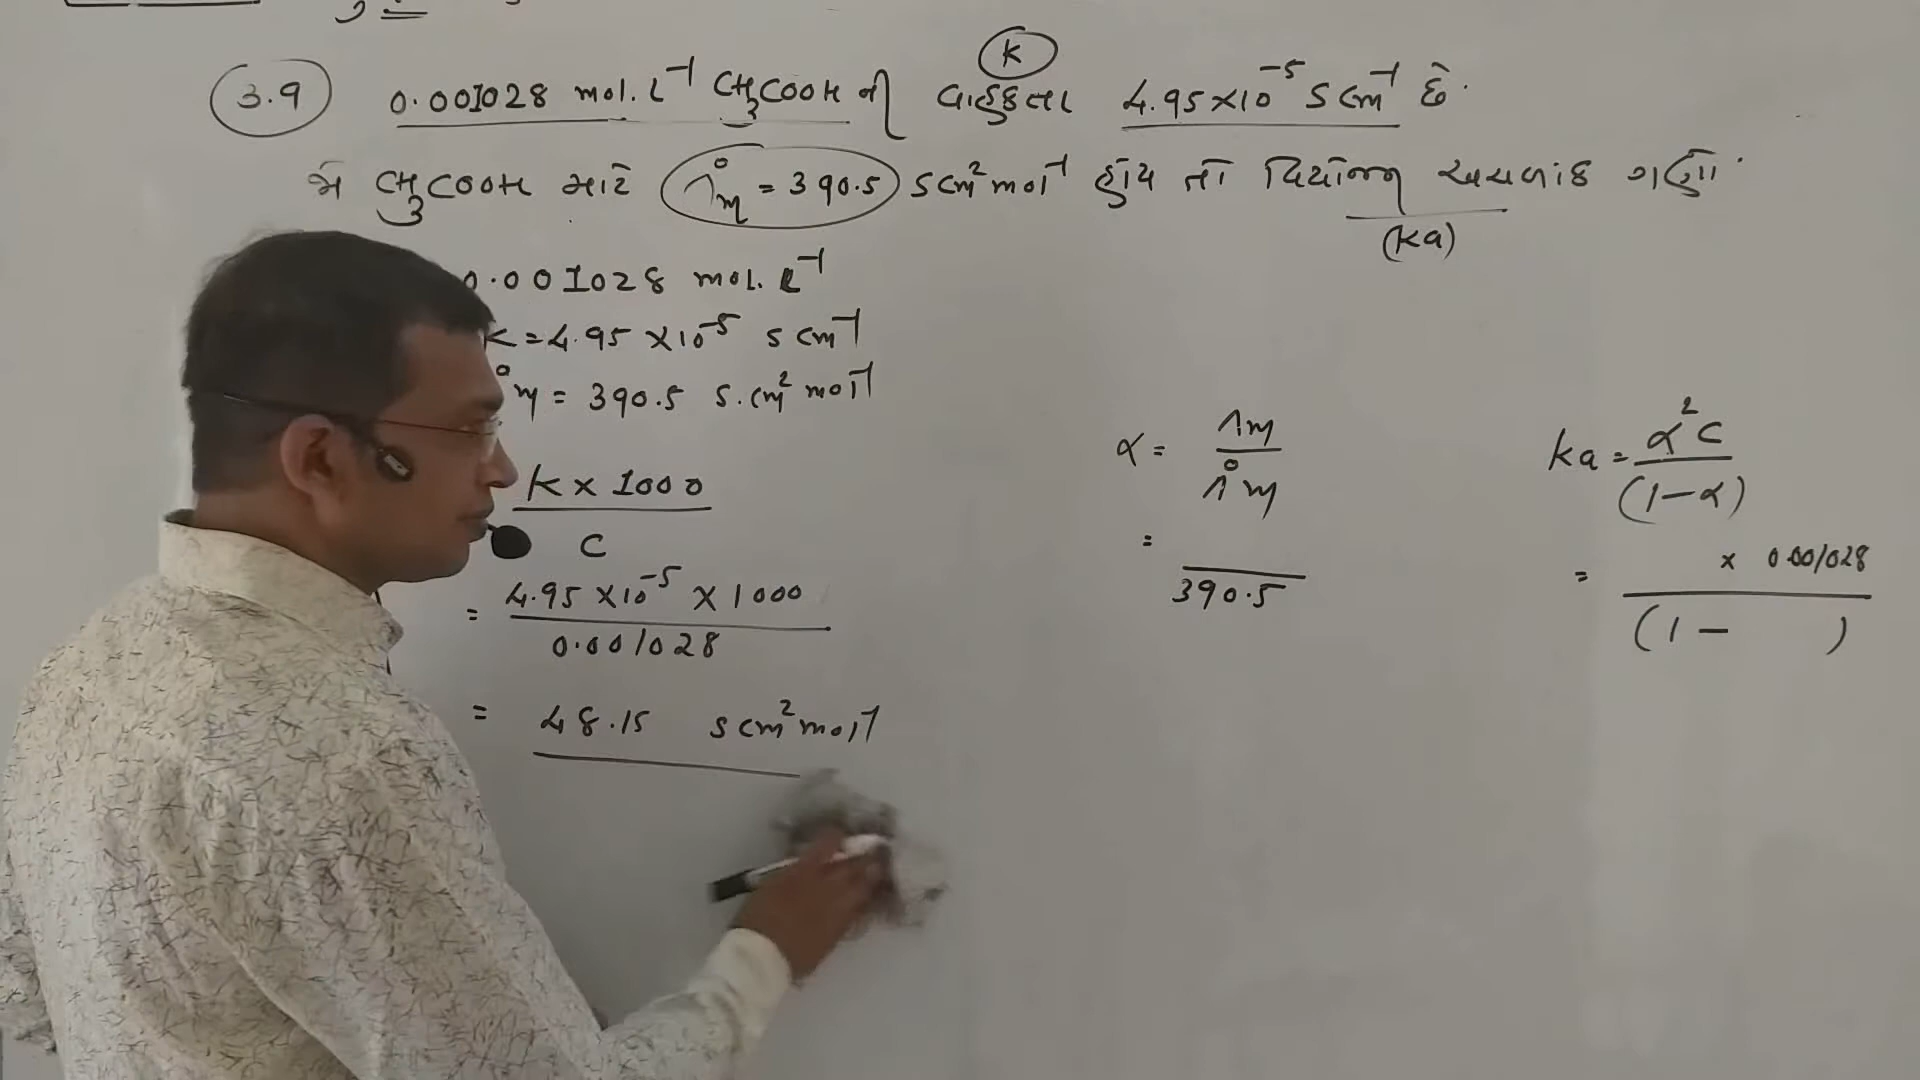 3.9 0.001028 mol. L⁻¹ CH₃COOH ની વાહકતા 4.95 × 10⁻⁵ S cm⁻¹ છે.
K
જો CH₃COOH માટે Λ°m = 390.5 S cm² mol⁻¹ હોય તો વિયોજન અચળાંક ગણો.
(Ka)
0.001028 mol. L⁻¹
K = 4.95 × 10⁻⁵ S cm⁻¹
°m = 390.5 S. cm² mol⁻¹
K × 1000
C
= 4.95 × 10⁻⁵ × 1000
0.001028
= 48.15 S cm² mol⁻¹
α = Λm
Λ°m
=
390.5
Ka = α²C
(1 – α)
= × 0.001028
(1 – )